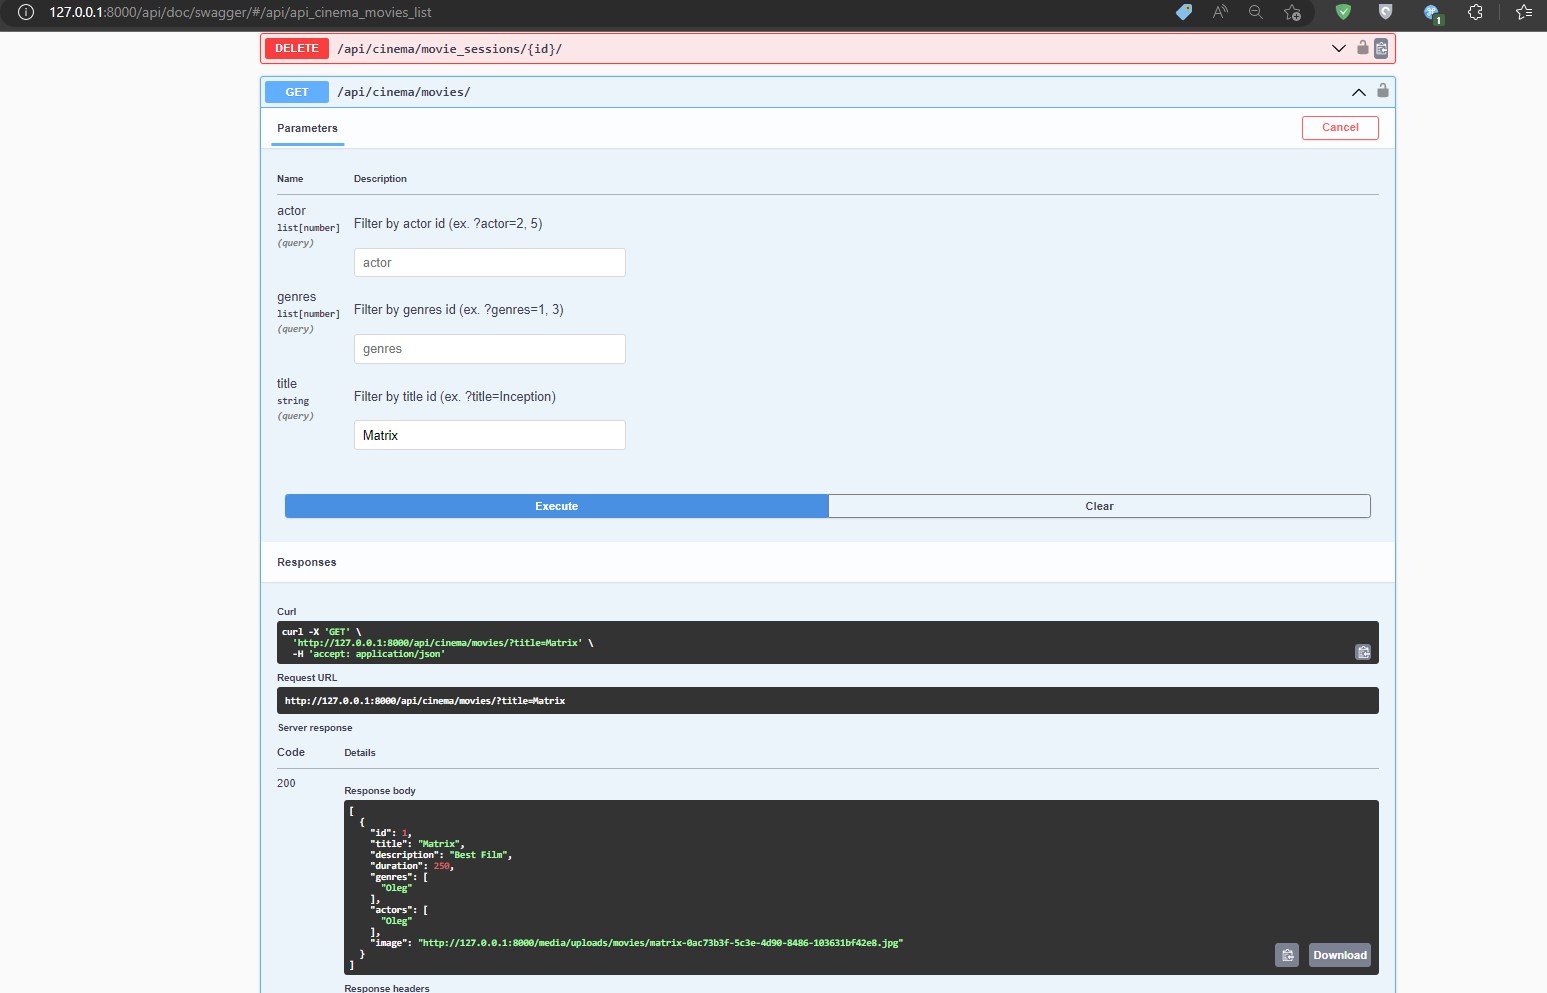 127.0.0.1:8000/api/doc/swagger/#/api/api_cinema_movies_list
1
DELETE /api/cinema/movie_sessions/{id}/
GET /api/cinema/movies/
Parameters
Cancel
Name Description
actor
list[number]
(query)
Filter by actor id (ex. ?actor=2, 5)
actor
genres
list[number]
(query)
Filter by genres id (ex. ?genres=1, 3)
genres
title
string
(query)
Filter by title id (ex. ?title=Inception)
Matrix
Execute Clear
Responses
Curl
curl -X 'GET' \
'http://127.0.0.1:8000/api/cinema/movies/?title=Matrix' \
-H 'accept: application/json'
Request URL
http://127.0.0.1:8000/api/cinema/movies/?title=Matrix
Server response
Code Details
200
Response body
[
{
"id": 1,
"title": "Matrix",
"description": "Best Film",
"duration": 250,
"genres": [
"Oleg"
],
"actors": [
"Oleg"
],
"image": "http://127.0.0.1:8000/media/uploads/movies/matrix-0ac73b3f-5c3e-4d90-8486-103631bf42e8.jpg"
}
]
Download
Response headers